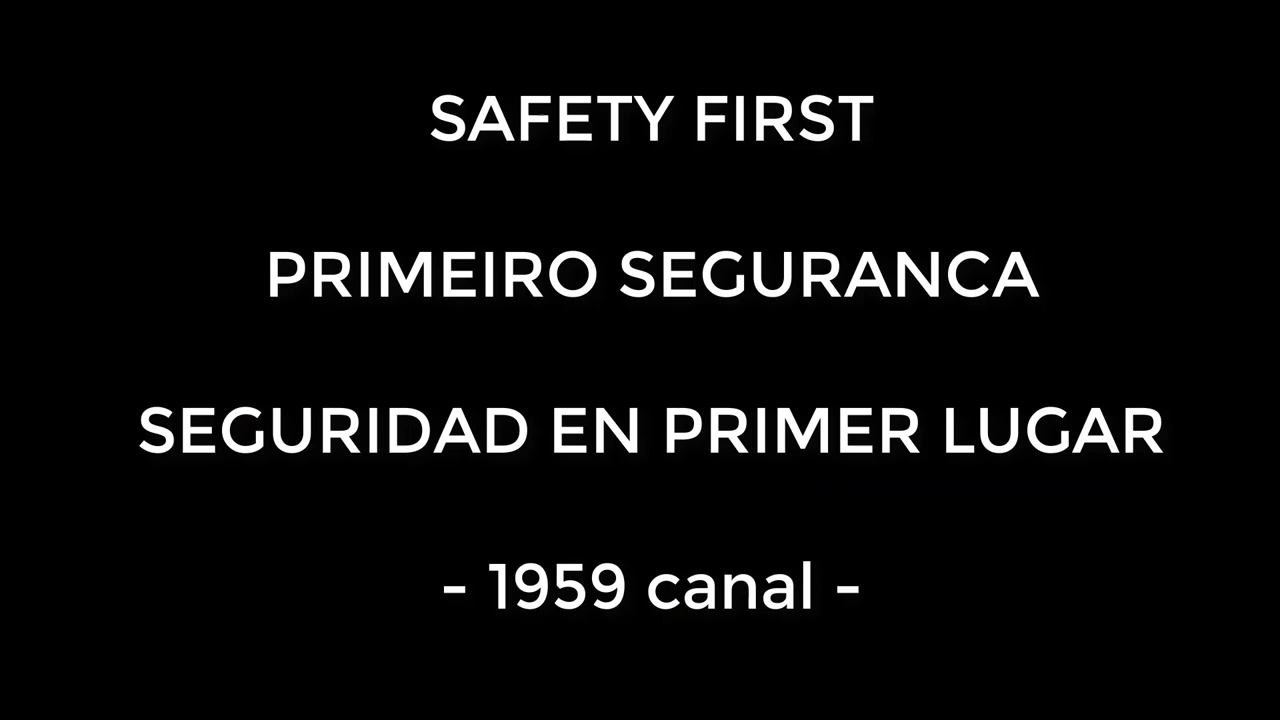 SAFETY FIRST
PRIMEIRO SEGURANCA
SEGURIDAD EN PRIMER LUGAR
- 1959 canal -